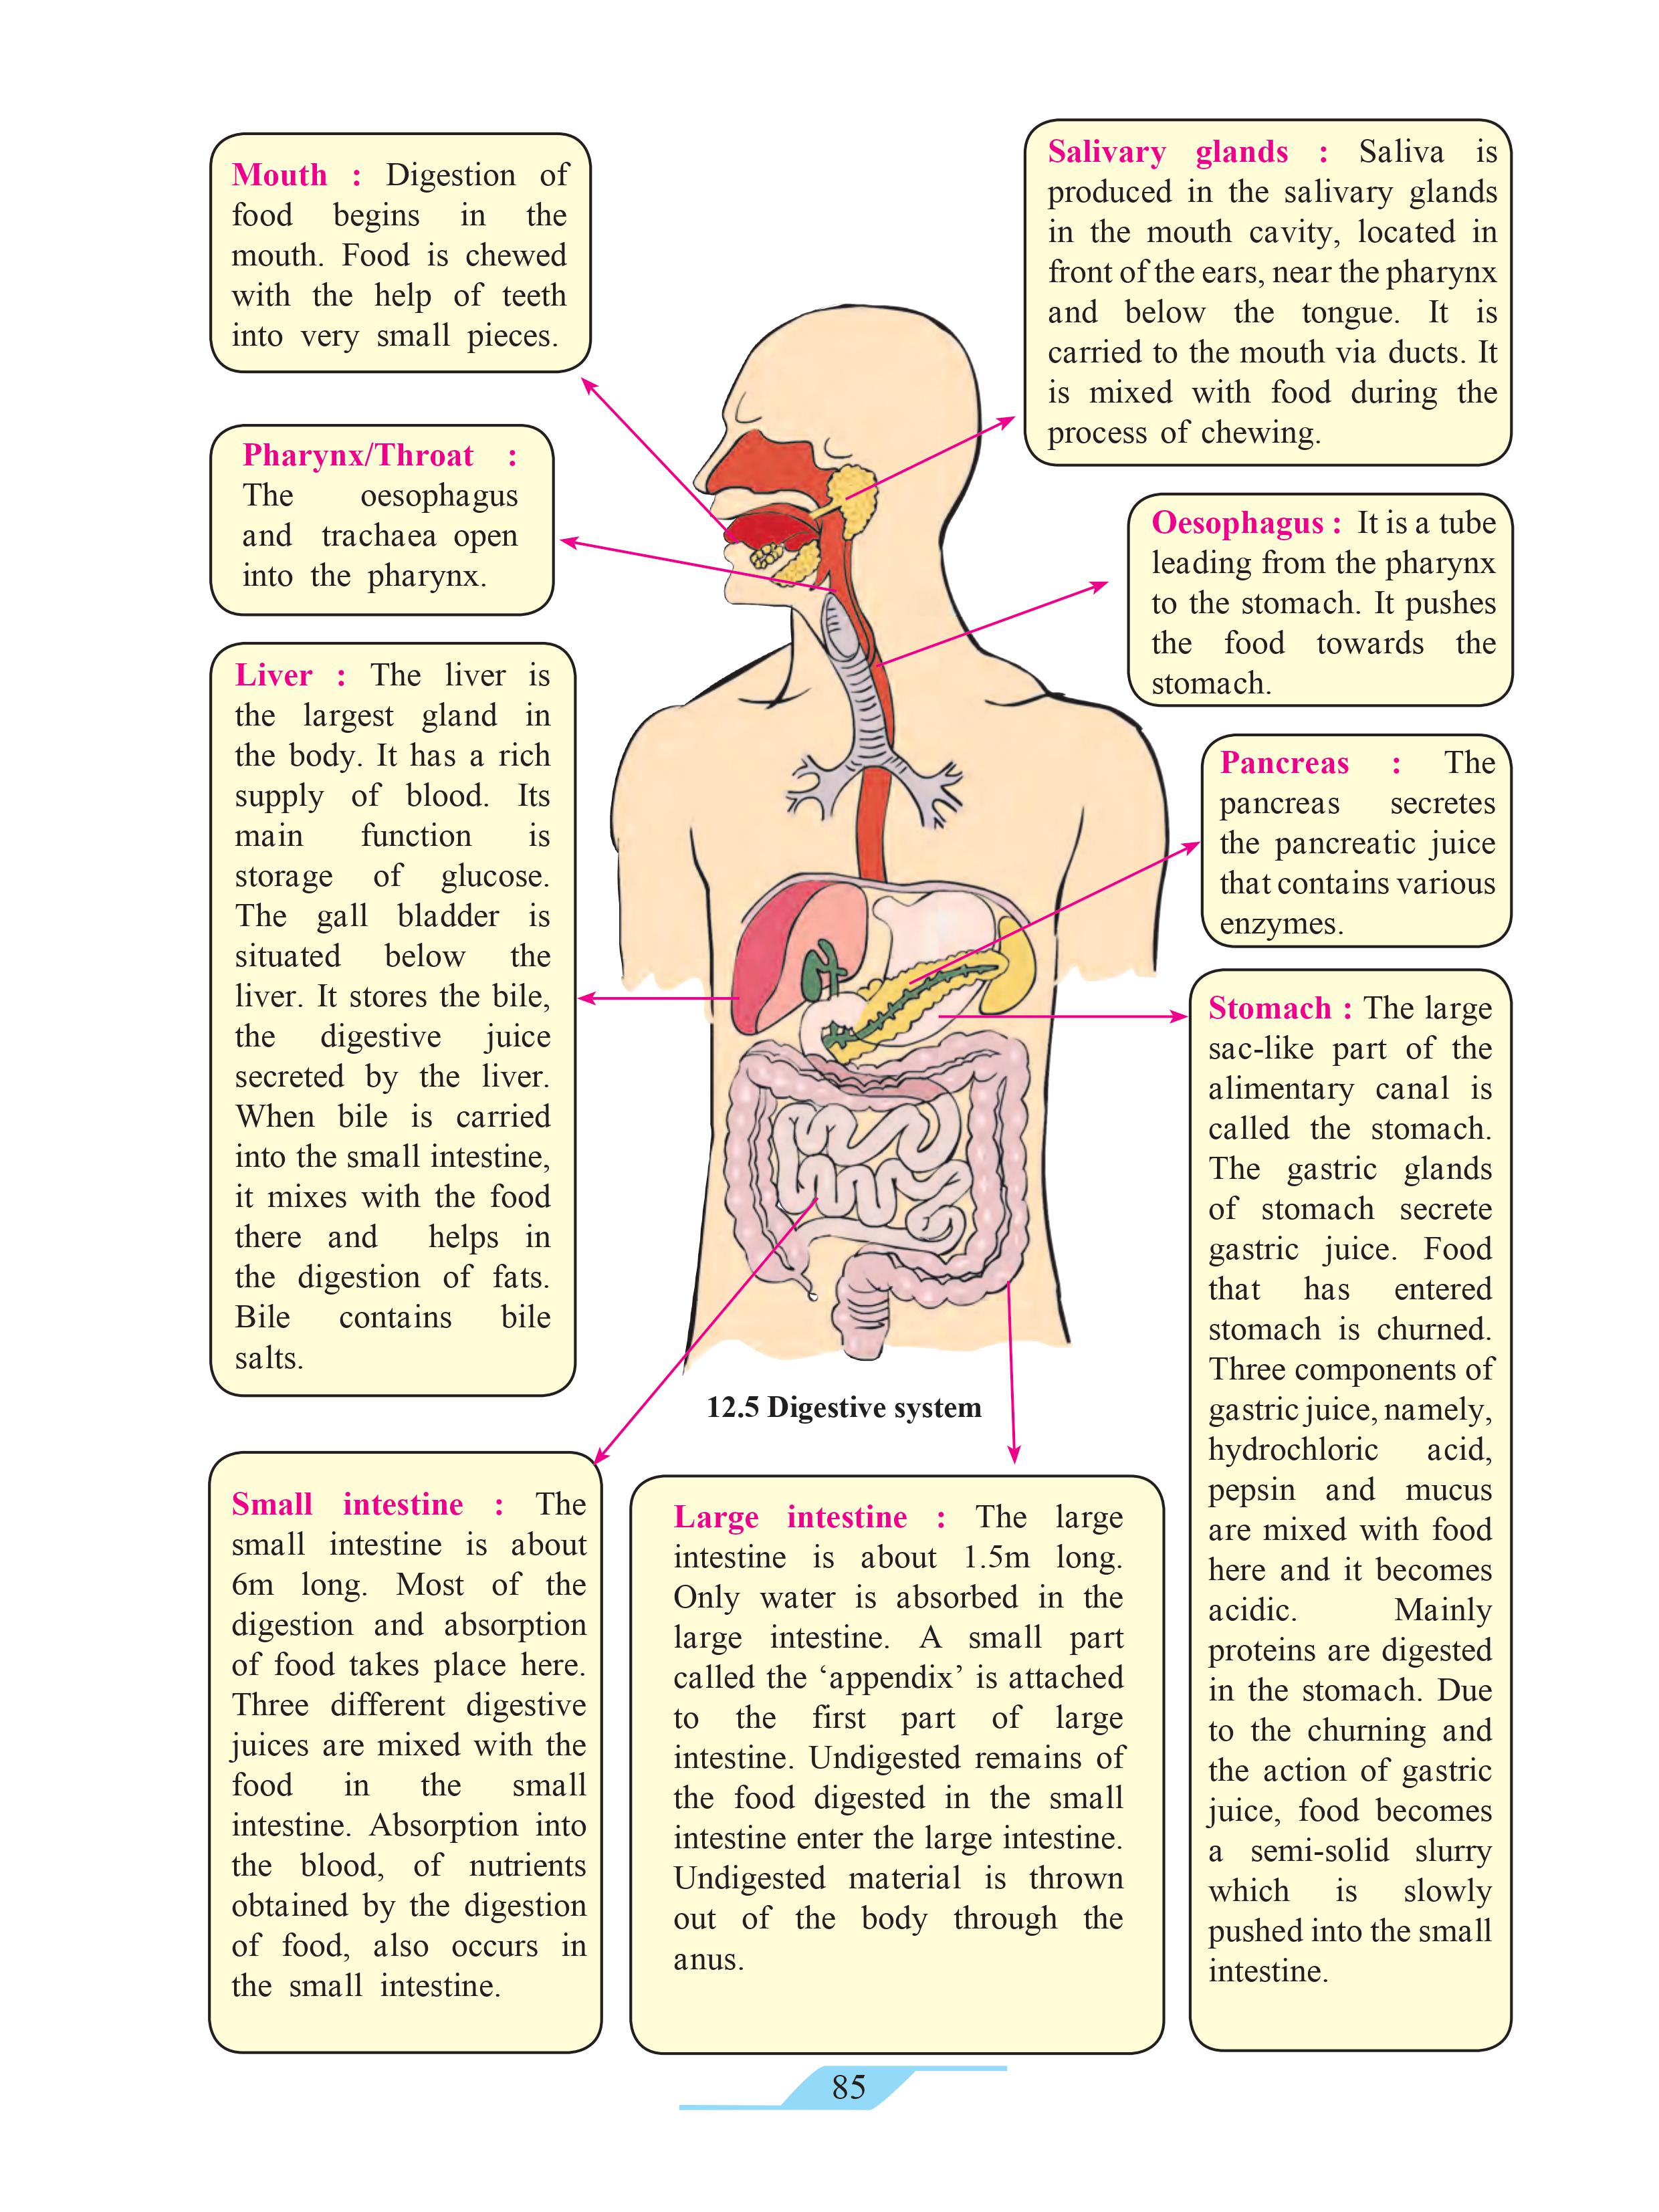 Mouth : Digestion of
food begins in the
mouth. Food is chewed
with the help of teeth
into very small pieces.
Salivary glands : Saliva is
produced in the salivary glands
in the mouth cavity, located in
front of the ears, near the pharynx
and below the tongue. It is
carried to the mouth via ducts. It
is mixed with food during the
process of chewing.
Pharynx/Throat :
The oesophagus
and trachaea open
into the pharynx.
Oesophagus : It is a tube
leading from the pharynx
to the stomach. It pushes
the food towards the
stomach.
Liver : The liver is
the largest gland in
the body. It has a rich
supply of blood. Its
main function is
storage of glucose.
The gall bladder is
situated below the
liver. It stores the bile,
the digestive juice
secreted by the liver.
When bile is carried
into the small intestine,
it mixes with the food
there and helps in
the digestion of fats.
Bile contains bile
salts.
Pancreas : The
pancreas secretes
the pancreatic juice
that contains various
enzymes.
Stomach : The large
sac-like part of the
alimentary canal is
called the stomach.
The gastric glands
of stomach secrete
gastric juice. Food
that has entered
stomach is churned.
Three components of
gastric juice, namely,
hydrochloric acid,
pepsin and mucus
are mixed with food
here and it becomes
acidic. Mainly
proteins are digested
in the stomach. Due
to the churning and
the action of gastric
juice, food becomes
a semi-solid slurry
which is slowly
pushed into the small
intestine.
12.5 Digestive system
Small intestine : The
small intestine is about
6m long. Most of the
digestion and absorption
of food takes place here.
Three different digestive
juices are mixed with the
food in the small
intestine. Absorption into
the blood, of nutrients
obtained by the digestion
of food, also occurs in
the small intestine.
Large intestine : The large
intestine is about 1.5m long.
Only water is absorbed in the
large intestine. A small part
called the ‘appendix’ is attached
to the first part of large
intestine. Undigested remains of
the food digested in the small
intestine enter the large intestine.
Undigested material is thrown
out of the body through the
anus.
85